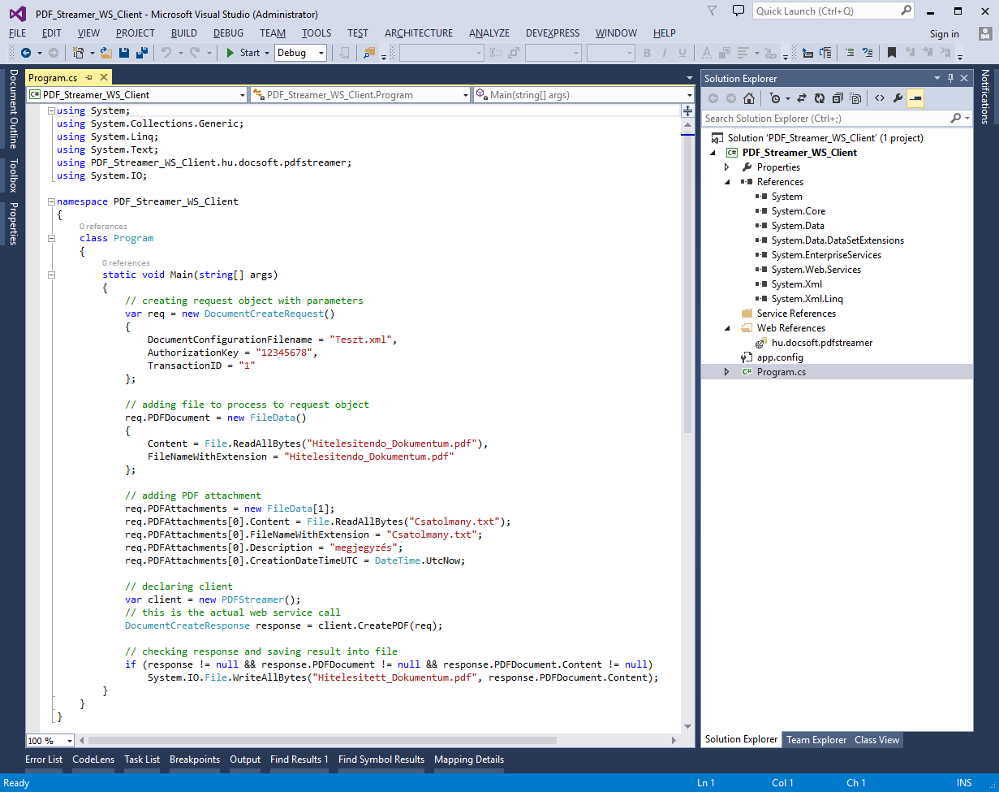 PDF_Streamer_WS_Client - Microsoft Visual Studio (Administrator)
Quick Launch (Ctrl+Q)
FILE EDIT VIEW PROJECT BUILD DEBUG TEAM TOOLS TEST ARCHITECTURE ANALYZE DEVEXPRESS WINDOW HELP
Sign in
Start Debug B I U A
Document Outline
Toolbox
Properties
Program.cs
C# PDF_Streamer_WS_Client PDF_Streamer_WS_Client.Program Main(string[] args)
using System;
using System.Collections.Generic;
using System.Linq;
using System.Text;
using PDF_Streamer_WS_Client.hu.docsoft.pdfstreamer;
using System.IO;
namespace PDF_Streamer_WS_Client
{
0 references
class Program
{
0 references
static void Main(string[] args)
{
// creating request object with parameters
var req = new DocumentCreateRequest()
{
DocumentConfigurationFilename = "Teszt.xml",
AuthorizationKey = "12345678",
TransactionID = "1"
};
// adding file to process to request object
req.PDFDocument = new FileData()
{
Content = File.ReadAllBytes("Hitelesitendo_Dokumentum.pdf"),
FileNameWithExtension = "Hitelesitendo_Dokumentum.pdf"
};
// adding PDF attachment
req.PDFAttachments = new FileData[1];
req.PDFAttachments[0].Content = File.ReadAllBytes("Csatolmany.txt");
req.PDFAttachments[0].FileNameWithExtension = "Csatolmany.txt";
req.PDFAttachments[0].Description = "megjegyzés";
req.PDFAttachments[0].CreationDateTimeUTC = DateTime.UtcNow;
// declaring client
var client = new PDFStreamer();
// this is the actual web service call
DocumentCreateResponse response = client.CreatePDF(req);
// checking response and saving result into file
if (response != null && response.PDFDocument != null && response.PDFDocument.Content != null)
System.IO.File.WriteAllBytes("Hitelesitett_Dokumentum.pdf", response.PDFDocument.Content);
}
}
}
100 %
Solution Explorer
Search Solution Explorer (Ctrl+;)
Solution 'PDF_Streamer_WS_Client' (1 project)
C# PDF_Streamer_WS_Client
Properties
References
System
System.Core
System.Data
System.Data.DataSetExtensions
System.EnterpriseServices
System.Web.Services
System.Xml
System.Xml.Linq
Service References
Web References
hu.docsoft.pdfstreamer
app.config
C# Program.cs
Solution Explorer Team Explorer Class View
Notifications
Error List CodeLens Task List Breakpoints Output Find Results 1 Find Symbol Results Mapping Details
Ready Ln 1 Col 1 Ch 1 INS